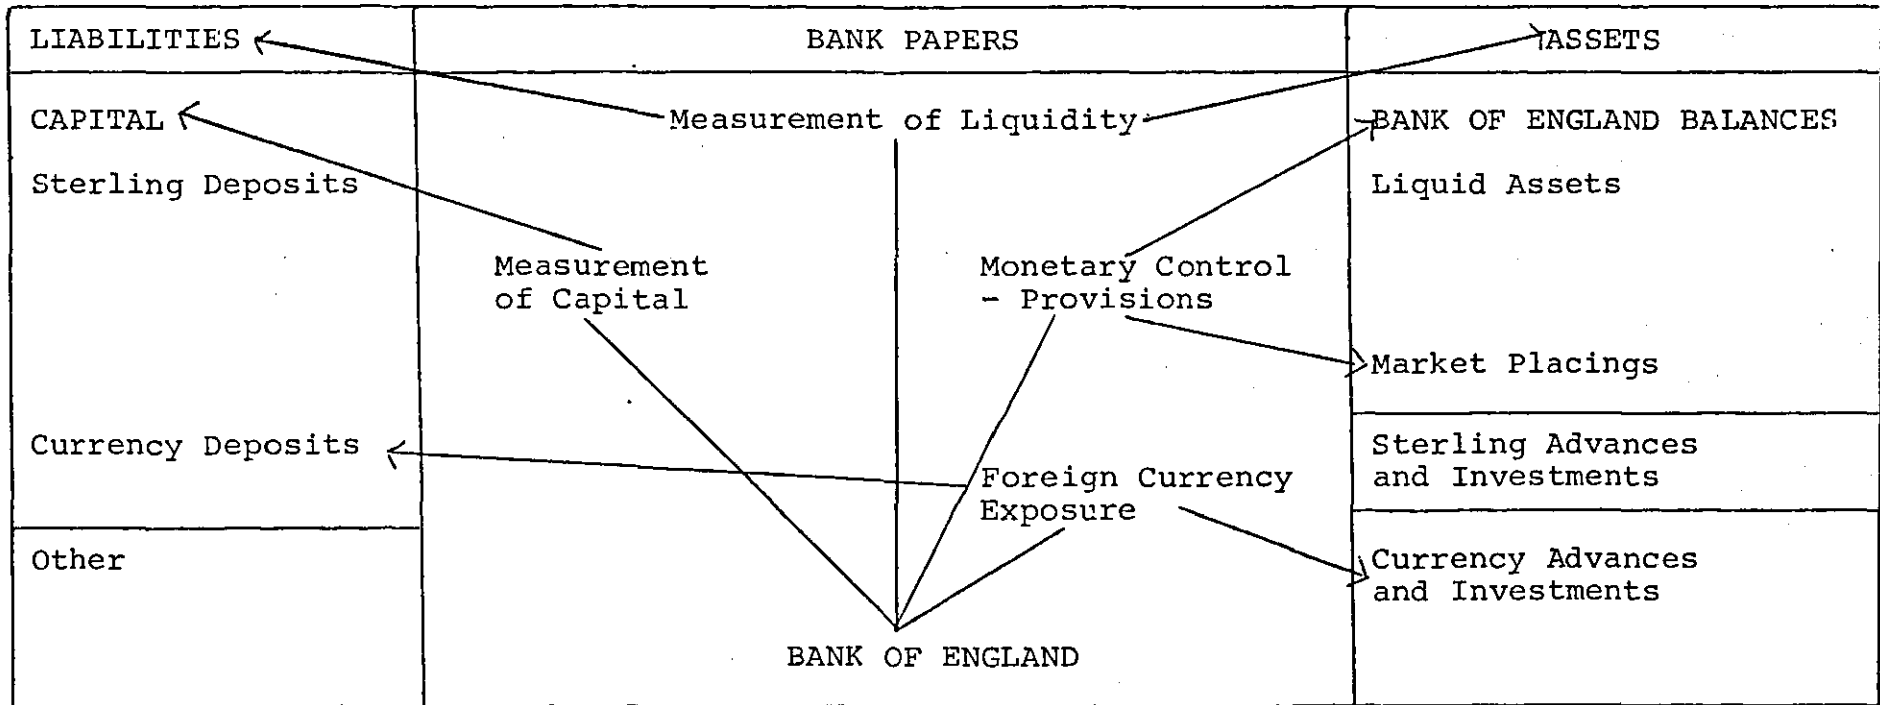 LIABILITIES
BANK PAPERS
ASSETS
CAPITAL
Sterling Deposits
Currency Deposits
Other
Measurement of Liquidity
Measurement
of Capital
Monetary Control
- Provisions
Foreign Currency
Exposure
BANK OF ENGLAND
BANK OF ENGLAND BALANCES
Liquid Assets
Market Placings
Sterling Advances
and Investments
Currency Advances
and Investments